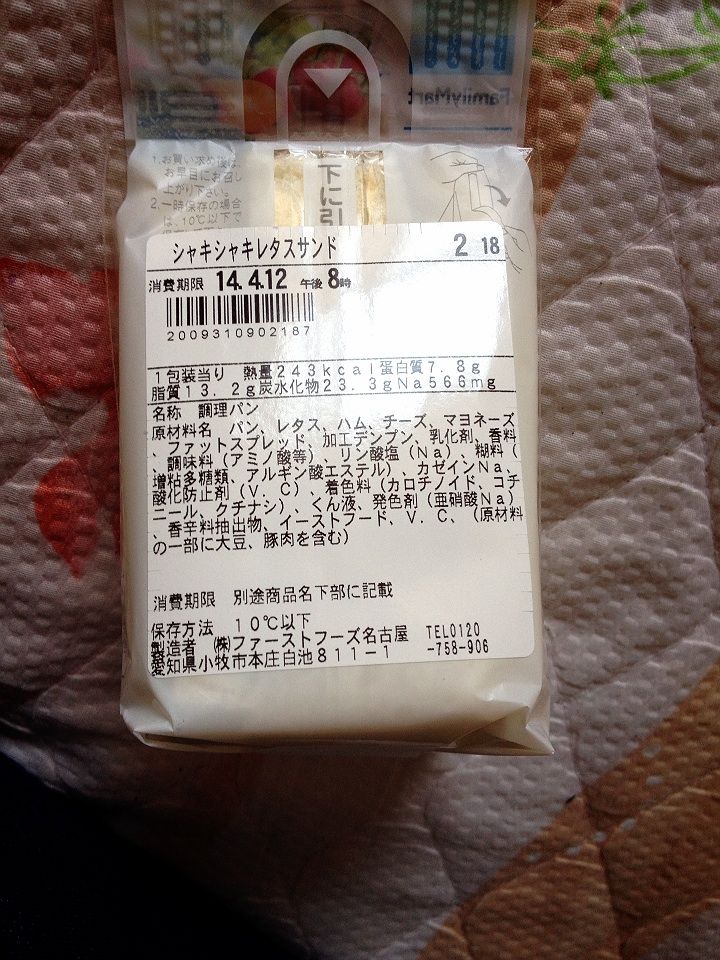 FamilyMart
1.お買い求め後は、
お早目にお召し
上がり下さい。
2.一時保存の場合
は、10℃以下で
下に引
シャキシャキレタスサンド 2 18
消費期限 14.4.12 午後8時
2009310902187
1包装当り 熱量243kcal蛋白質7.8g
脂質13.2g炭水化物23.3gNa566mg
名称 調理パン
原材料名 パン、レタス、ハム、チーズ、マヨネーズ
、ファットスプレッド、加工デンプン、乳化剤、香料
、調味料(アミノ酸等)、リン酸塩(Na)、糊料(
増粘多糖類、アルギン酸エステル)、カゼインNa、
酸化防止剤(V.C)、着色料(カロチノイド、コチ
ニール、クチナシ)、くん液、発色剤(亜硝酸Na)
、香辛料抽出物、イーストフード、V.C、(原材料
の一部に大豆、豚肉を含む)
消費期限 別途商品名下部に記載
保存方法 10℃以下
製造者 ㈱ファーストフーズ名古屋 TEL0120
愛知県小牧市本庄白池811-1 -758-906